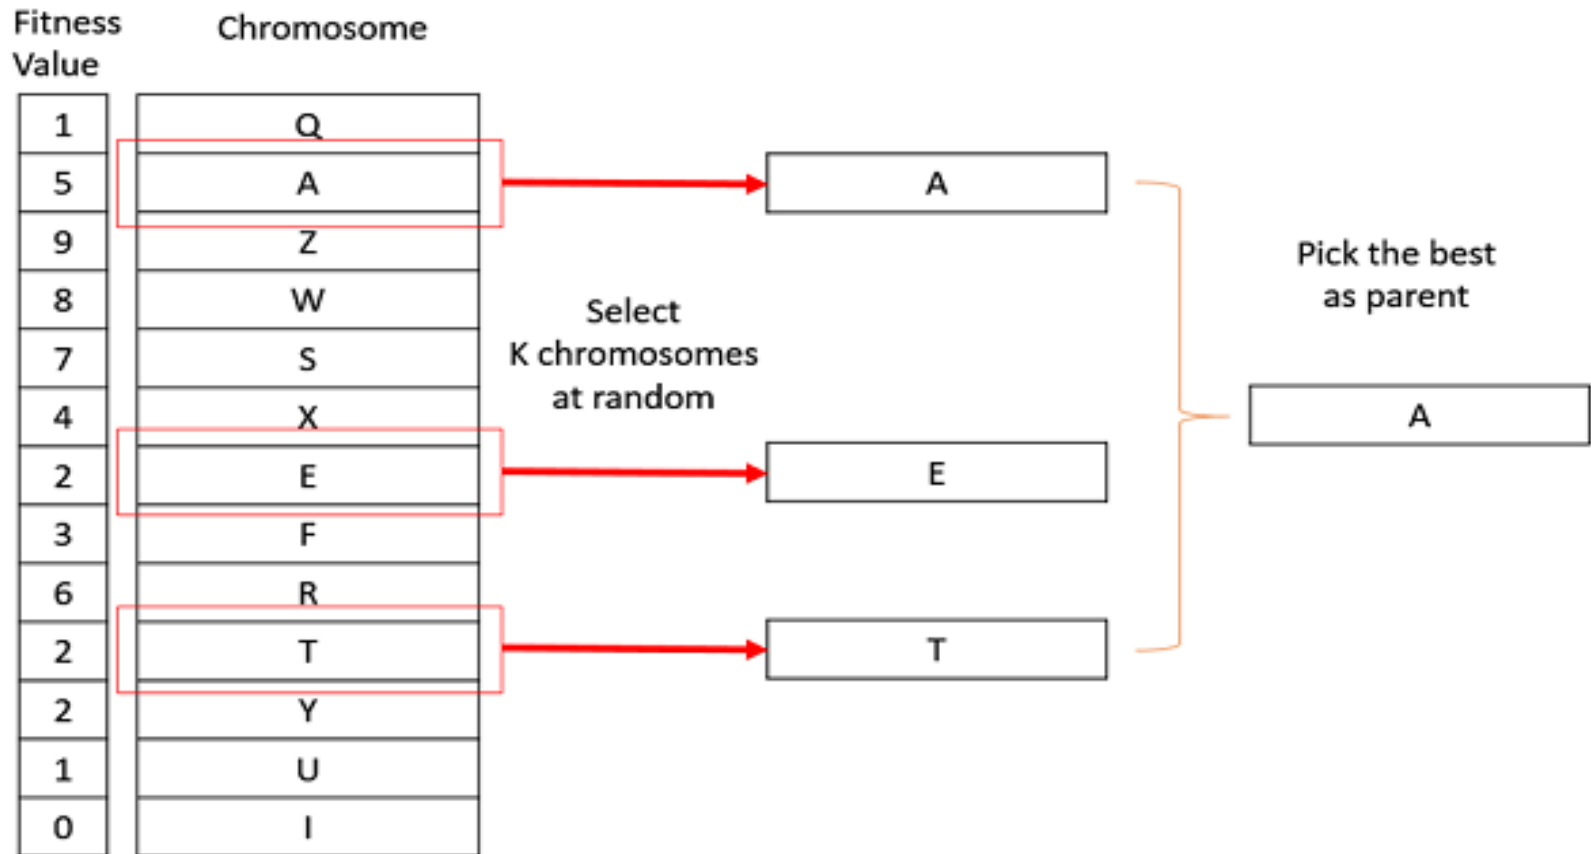 Fitness
Value
Chromosome
1 Q
5 A
A
9 Z
8 W
7 S
4 X
2 E
E
3 F
6 R
2 T
T
2 Y
1 U
0 I
Select
K chromosomes
at random
Pick the best
as parent
A